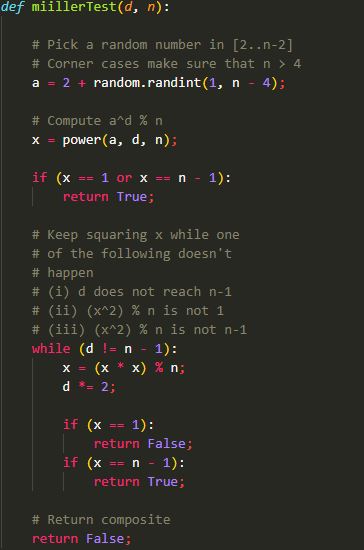 def miillerTest(d, n):
# Pick a random number in [2..n-2]
# Corner cases make sure that n > 4
a = 2 + random.randint(1, n - 4);
# Compute a^d % n
x = power(a, d, n);
if (x == 1 or x == n - 1):
return True;
# Keep squaring x while one
# of the following doesn't
# happen
# (i) d does not reach n-1
# (ii) (x^2) % n is not 1
# (iii) (x^2) % n is not n-1
while (d != n - 1):
x = (x * x) % n;
d *= 2;
if (x == 1):
return False;
if (x == n - 1):
return True;
# Return composite
return False;